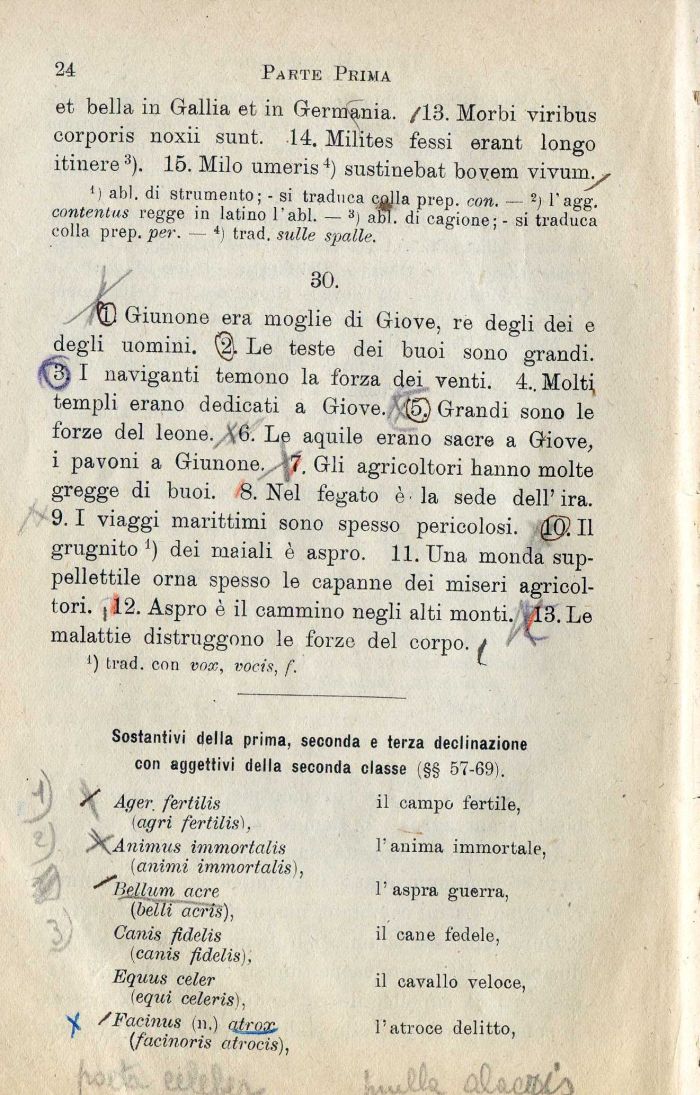 24 PARTE PRIMA
et bella in Gallia et in Germania. 13. Morbi viribus
corporis noxii sunt. 14. Milites fessi erant longo
itinere ³). 15. Milo umeris ⁴) sustinebat bovem vivum.
¹) abl. di strumento; - si traduca colla prep. con. — ²) l'agg.
contentus regge in latino l'abl. — ³) abl. di cagione; - si traduca
colla prep. per. — ⁴) trad. sulle spalle.
30.
1. Giunone era moglie di Giove, re degli dei e
degli uomini. 2. Le teste dei buoi sono grandi.
3. I naviganti temono la forza dei venti. 4. Molti
templi erano dedicati a Giove. 5. Grandi sono le
forze del leone. 6. Le aquile erano sacre a Giove,
i pavoni a Giunone. 7. Gli agricoltori hanno molte
gregge di buoi. 8. Nel fegato è la sede dell'ira.
9. I viaggi marittimi sono spesso pericolosi. 10. Il
grugnito ¹) dei maiali è aspro. 11. Una monda sup-
pellettile orna spesso le capanne dei miseri agricol-
tori. 12. Aspro è il cammino negli alti monti. 13. Le
malattie distruggono le forze del corpo.
¹) trad. con vox, vocis, f.
Sostantivi della prima, seconda e terza declinazione
con aggettivi della seconda classe (§§ 57-69).
1) Ager fertilis il campo fertile,
(agri fertilis),
2) Animus immortalis l'anima immortale,
(animi immortalis),
Bellum acre l'aspra guerra,
(belli acris),
3) Canis fidelis il cane fedele,
(canis fidelis),
Equus celer il cavallo veloce,
(equi celeris),
Facinus (n.) atrox l'atroce delitto,
(facinoris atrocis),
celeber puella